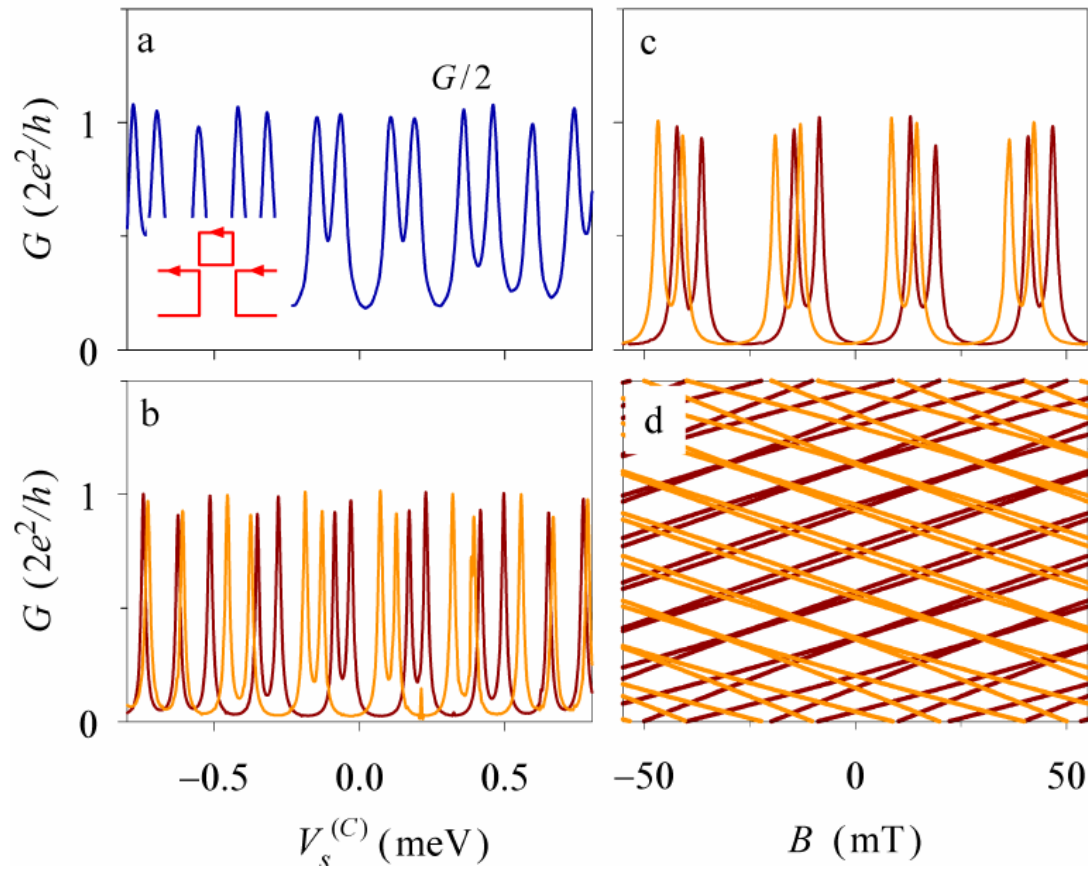 a
G/2
G (2e²/h)
1
0
c
b
G (2e²/h)
1
0
−0.5
0.0
0.5
V_s^(C) (meV)
d
−50
0
50
B (mT)